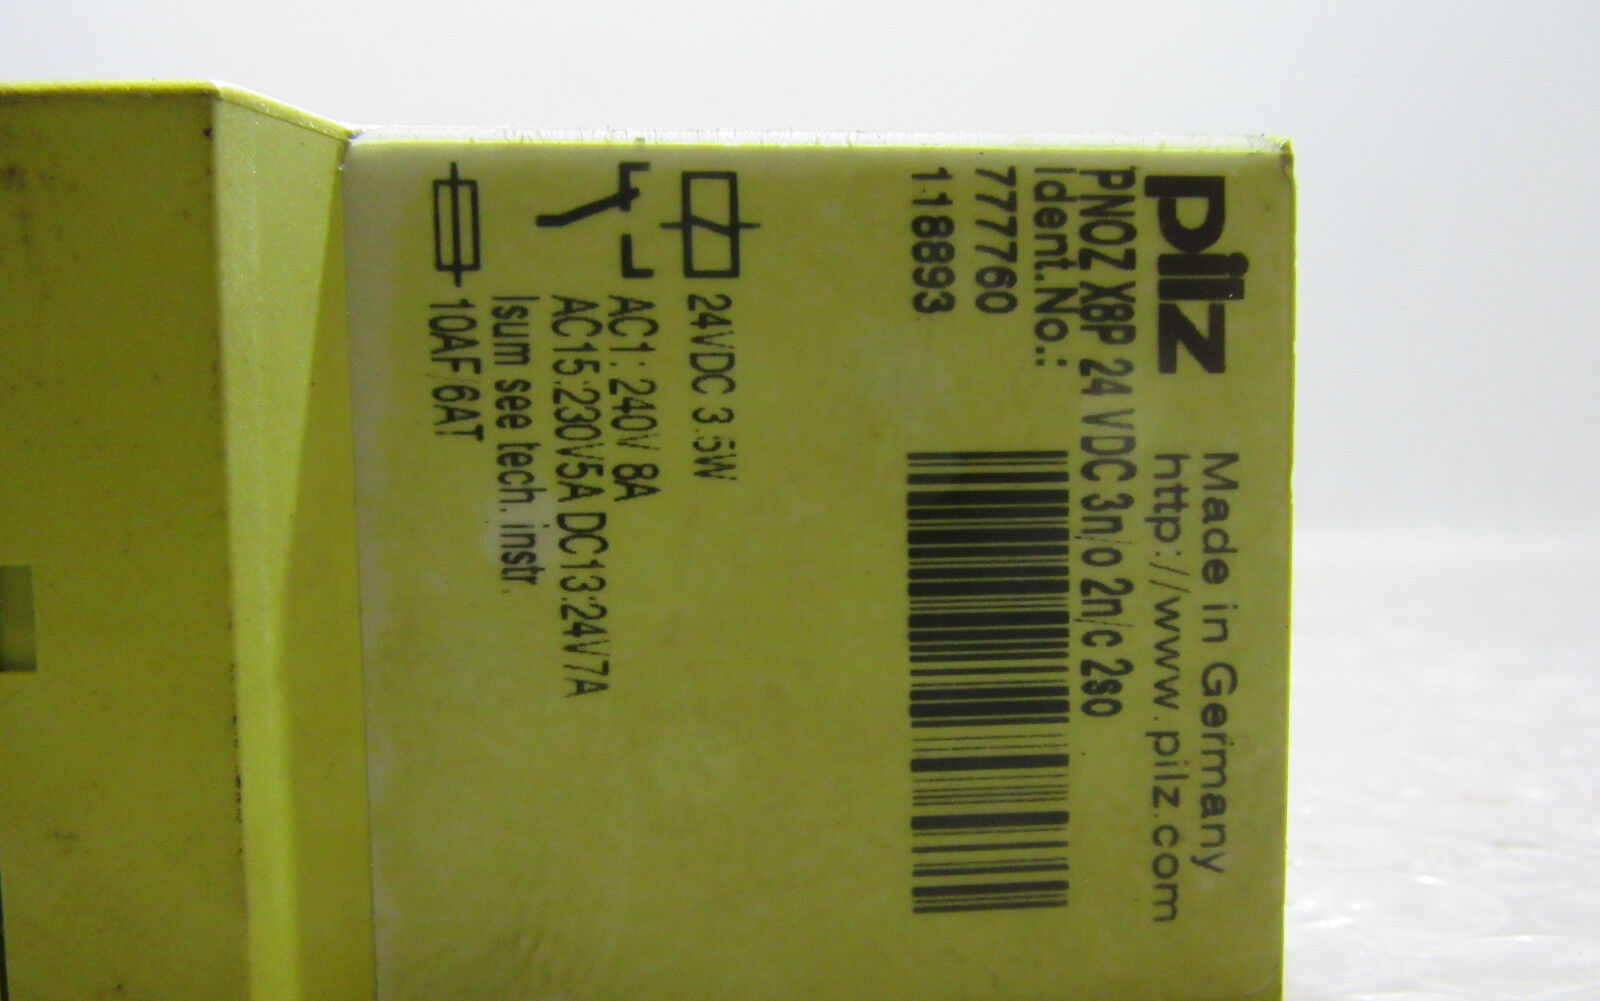 pilz
Made in Germany
http://www.pilz.com
PNOZ X8P 24 VDC 3n/o 2n/c 2so
Ident.No.:
777760
118893
24VDC 3.5W
AC1: 240V 8A
AC15:230V5A DC13:24V7A
Isum see tech. instr.
10AF/6AT